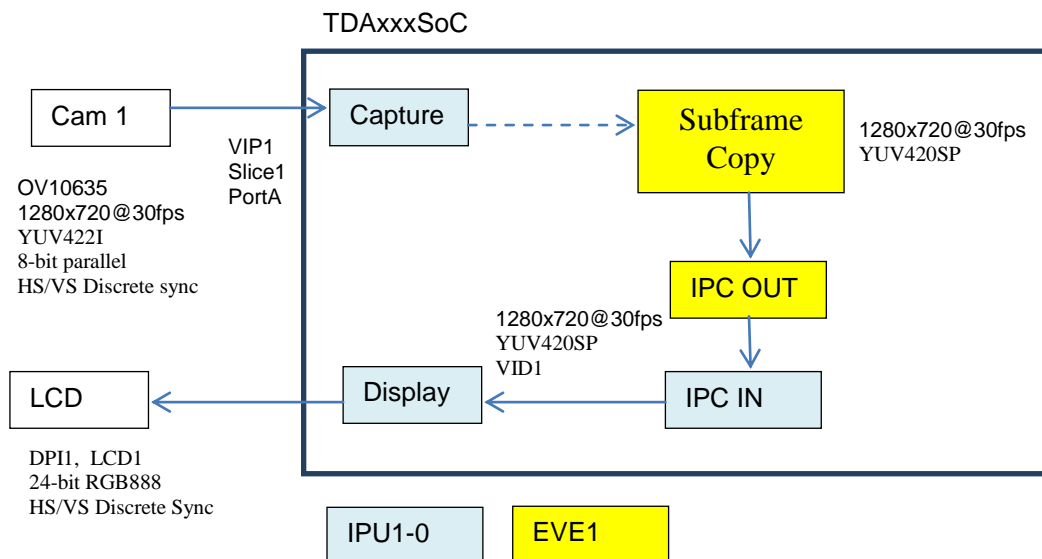 TDAxxxSoC
Cam 1
Capture
Subframe
Copy
1280x720@30fps
YUV420SP
VIP1
Slice1
PortA
OV10635
1280x720@30fps
YUV422I
8-bit parallel
HS/VS Discrete sync
IPC OUT
1280x720@30fps
YUV420SP
VID1
LCD
Display
IPC IN
DPI1, LCD1
24-bit RGB888
HS/VS Discrete Sync
IPU1-0
EVE1